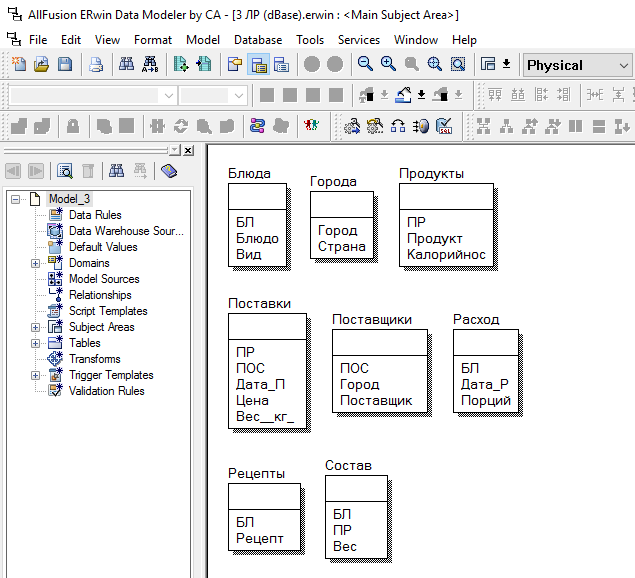 AllFusion ERwin Data Modeler by CA - [3 ЛР (dBase).erwin : <Main Subject Area>]
File Edit View Format Model Database Tools Services Window Help
Physical
Model_3
Data Rules
Data Warehouse Sour...
Default Values
Domains
Model Sources
Relationships
Script Templates
Subject Areas
Tables
Transforms
Trigger Templates
Validation Rules
Блюда
БЛ
Блюдо
Вид
Города
Город
Страна
Продукты
ПР
Продукт
Калорийнос
Поставки
ПР
ПОС
Дата_П
Цена
Вес__кг_
Поставщики
ПОС
Город
Поставщик
Расход
БЛ
Дата_Р
Порций
Рецепты
БЛ
Рецепт
Состав
БЛ
ПР
Вес